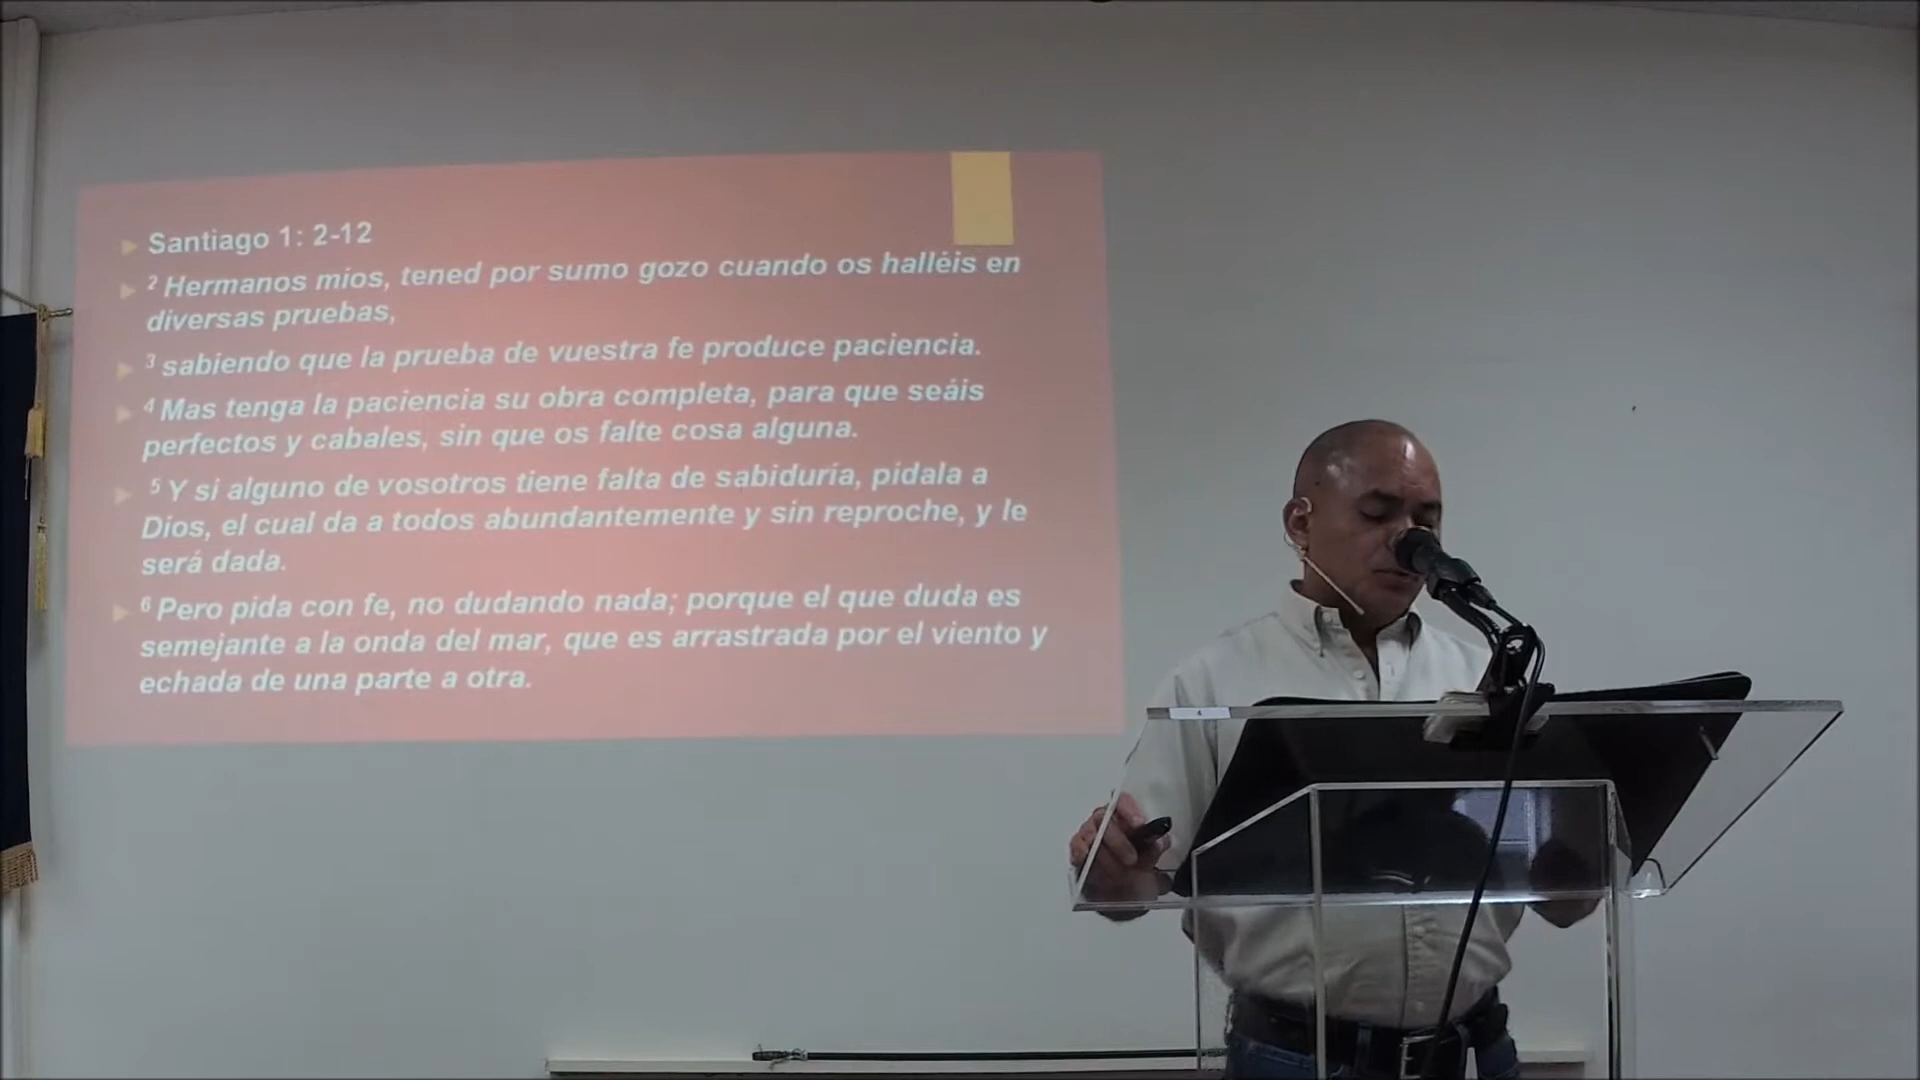 Santiago 1: 2-12
2 Hermanos mios, tened por sumo gozo cuando os halléis en
diversas pruebas,
3 sabiendo que la prueba de vuestra fe produce paciencia.
4 Mas tenga la paciencia su obra completa, para que seáis
perfectos y cabales, sin que os falte cosa alguna.
5 Y si alguno de vosotros tiene falta de sabiduría, pídala a
Dios, el cual da a todos abundantemente y sin reproche, y le
será dada.
6 Pero pida con fe, no dudando nada; porque el que duda es
semejante a la onda del mar, que es arrastrada por el viento y
echada de una parte a otra.